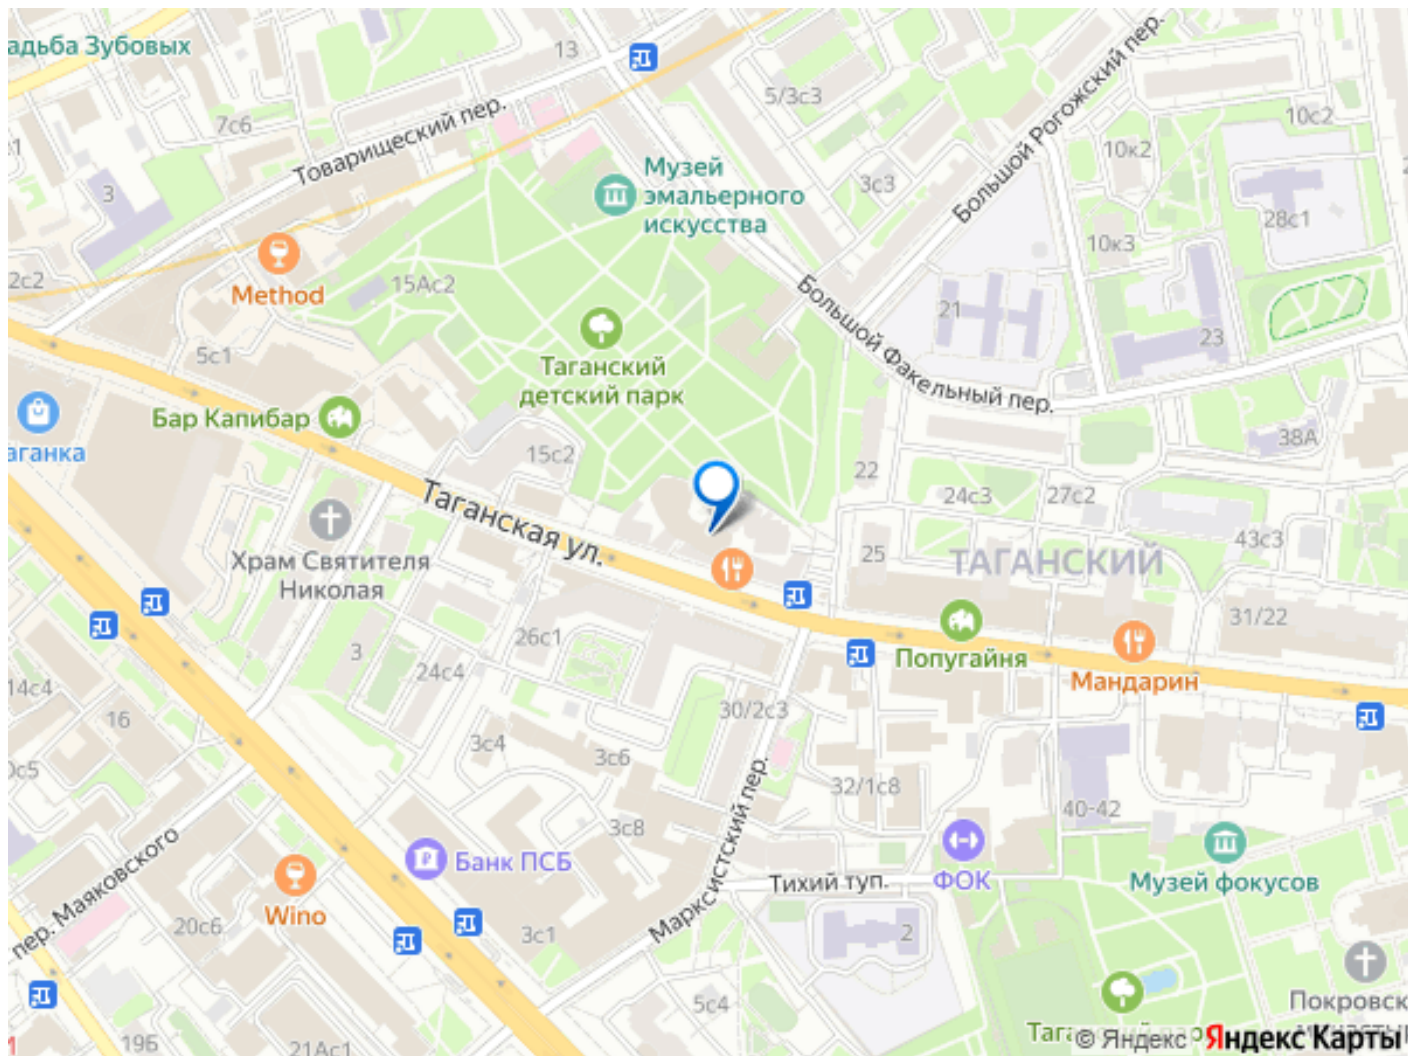 адьба Зубовых
13
5/3с3
Большой Рогожский пер.
10с2
7с6
Товарищеский пер.
10к2
Музей
эмальерного
искусства
3с3
3
28с1
10к3
2с2
Method
15Ас2
Большой Факельный пер.
21
23
5с1
Таганский
детский парк
Бар Капибар
аганка
38А
15с2
22
24с3
27с2
Таганская ул.
43с3
Храм Святителя
Николая
25
ТАГАНСКИЙ
31/22
26с1
3
24с4
Попугайня
Мандарин
14с4
16
30/2с3
3с4
3с6
32/1с8
40-42
Марксистский пер.
3с8
пер. Маяковского
Банк ПСБ
Тихий туп.
ФОК
Музей фокусов
Wino
20с6
3с1
2
5с4
Покровск
19Б
21Ас1
© Яндекс
Яндекс Карты